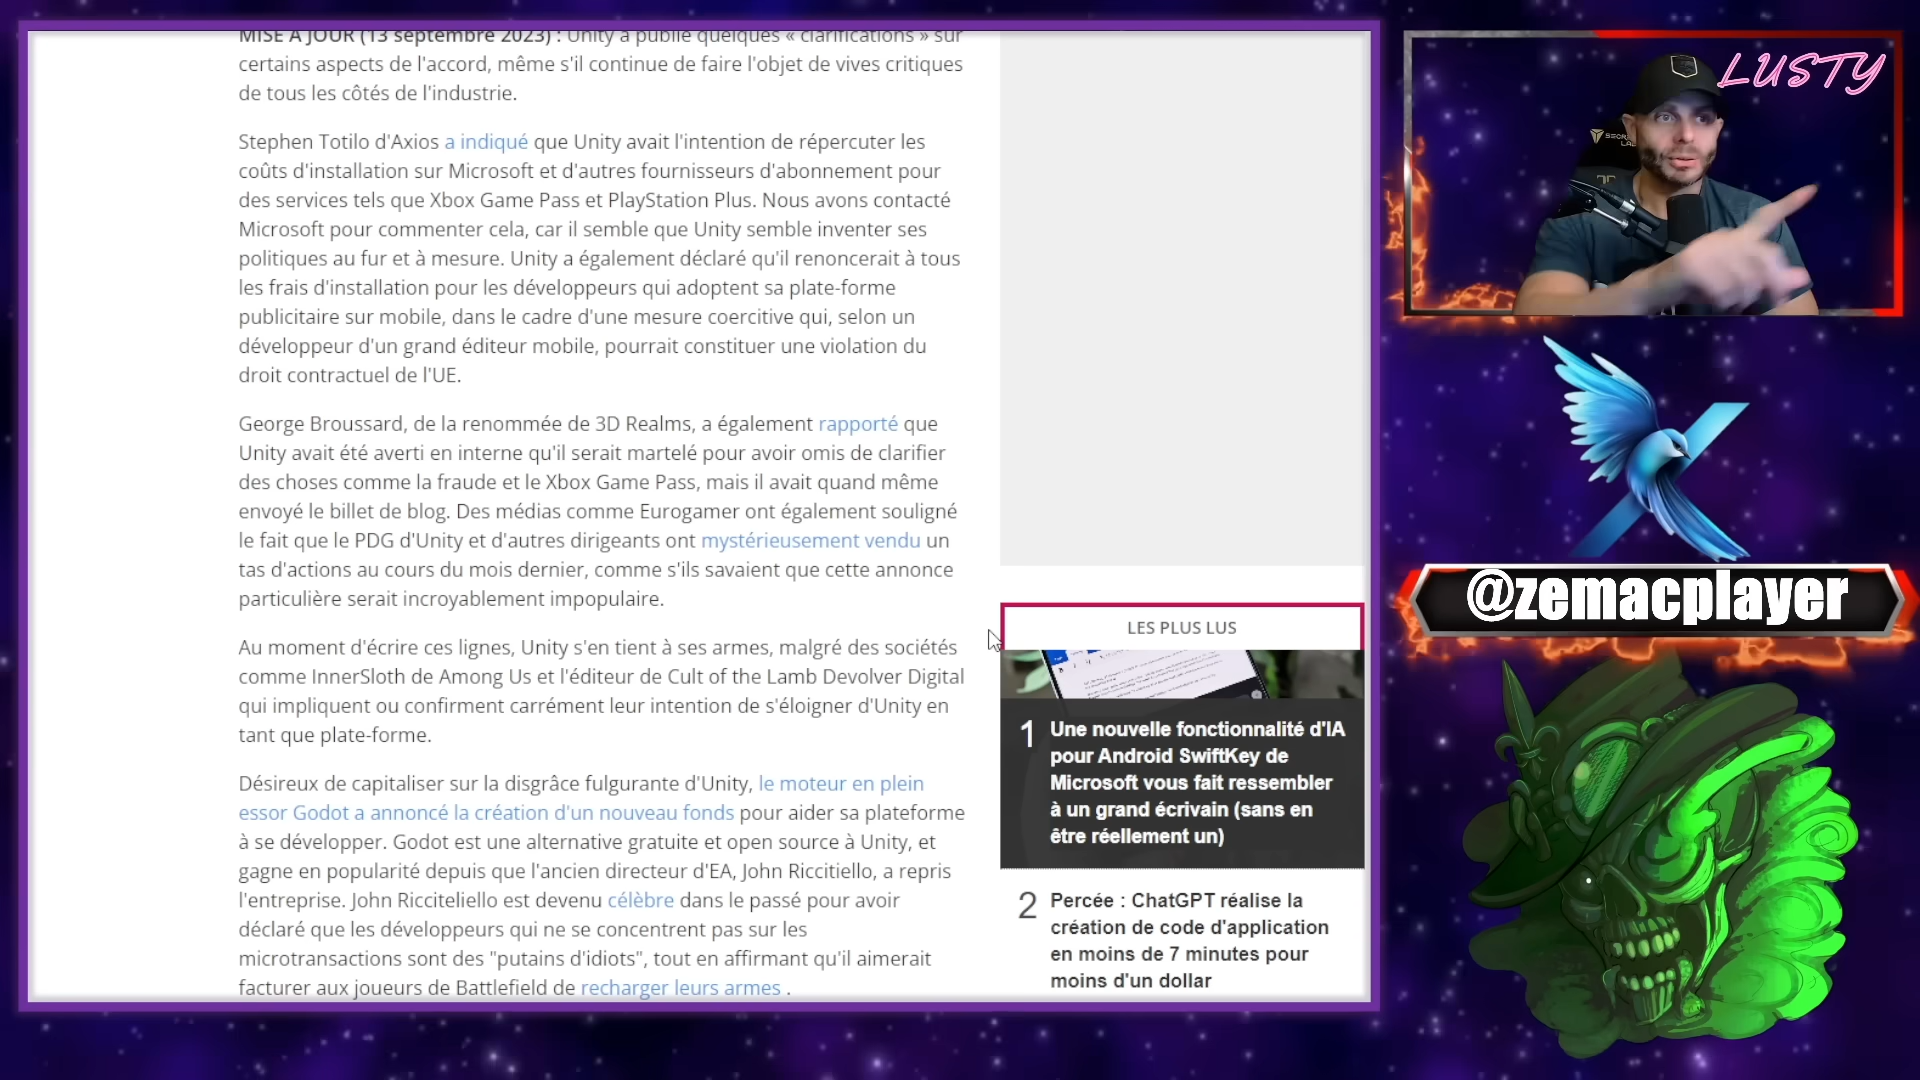 MISE À JOUR (13 septembre 2023) : Unity a publié quelques « clarifications » sur
certains aspects de l'accord, même s'il continue de faire l'objet de vives critiques
de tous les côtés de l'industrie.
Stephen Totilo d'Axios a indiqué que Unity avait l'intention de répercuter les
coûts d'installation sur Microsoft et d'autres fournisseurs d'abonnement pour
des services tels que Xbox Game Pass et PlayStation Plus. Nous avons contacté
Microsoft pour commenter cela, car il semble que Unity semble inventer ses
politiques au fur et à mesure. Unity a également déclaré qu'il renoncerait à tous
les frais d'installation pour les développeurs qui adoptent sa plate-forme
publicitaire sur mobile, dans le cadre d'une mesure coercitive qui, selon un
développeur d'un grand éditeur mobile, pourrait constituer une violation du
droit contractuel de l'UE.
George Broussard, de la renommée de 3D Realms, a également rapporté que
Unity avait été averti en interne qu'il serait martelé pour avoir omis de clarifier
des choses comme la fraude et le Xbox Game Pass, mais il avait quand même
envoyé le billet de blog. Des médias comme Eurogamer ont également souligné
le fait que le PDG d'Unity et d'autres dirigeants ont mystérieusement vendu un
tas d'actions au cours du mois dernier, comme s'ils savaient que cette annonce
particulière serait incroyablement impopulaire.
Au moment d'écrire ces lignes, Unity s'en tient à ses armes, malgré des sociétés
comme InnerSloth de Among Us et l'éditeur de Cult of the Lamb Devolver Digital
qui impliquent ou confirment carrément leur intention de s'éloigner d'Unity en
tant que plate-forme.
Désireux de capitaliser sur la disgrâce fulgurante d'Unity, le moteur en plein
essor Godot a annoncé la création d'un nouveau fonds pour aider sa plateforme
à se développer. Godot est une alternative gratuite et open source à Unity, et
gagne en popularité depuis que l'ancien directeur d'EA, John Riccitiello, a repris
l'entreprise. John Ricciteliello est devenu célèbre dans le passé pour avoir
déclaré que les développeurs qui ne se concentrent pas sur les
microtransactions sont des "putains d'idiots", tout en affirmant qu'il aimerait
facturer aux joueurs de Battlefield de recharger leurs armes .
LES PLUS LUS
1 Une nouvelle fonctionnalité d'IA
pour Android SwiftKey de
Microsoft vous fait ressembler
à un grand écrivain (sans en
être réellement un)
2 Percée : ChatGPT réalise la
création de code d'application
en moins de 7 minutes pour
moins d'un dollar
LUSTY
@zemacplayer